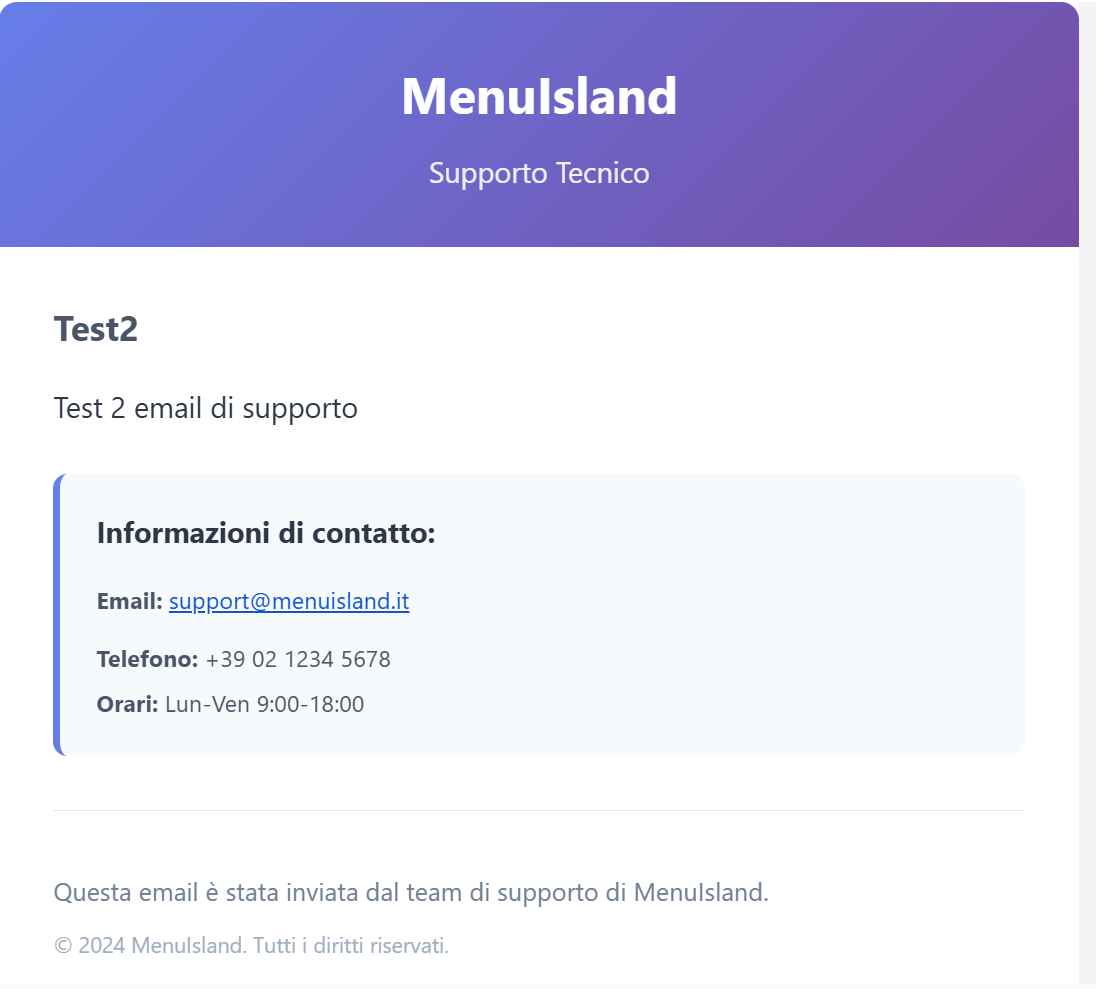 MenuIsland
Supporto Tecnico
Test2
Test 2 email di supporto
Informazioni di contatto:
Email: support@menuisland.it
Telefono: +39 02 1234 5678
Orari: Lun-Ven 9:00-18:00
Questa email è stata inviata dal team di supporto di MenuIsland.
© 2024 MenuIsland. Tutti i diritti riservati.